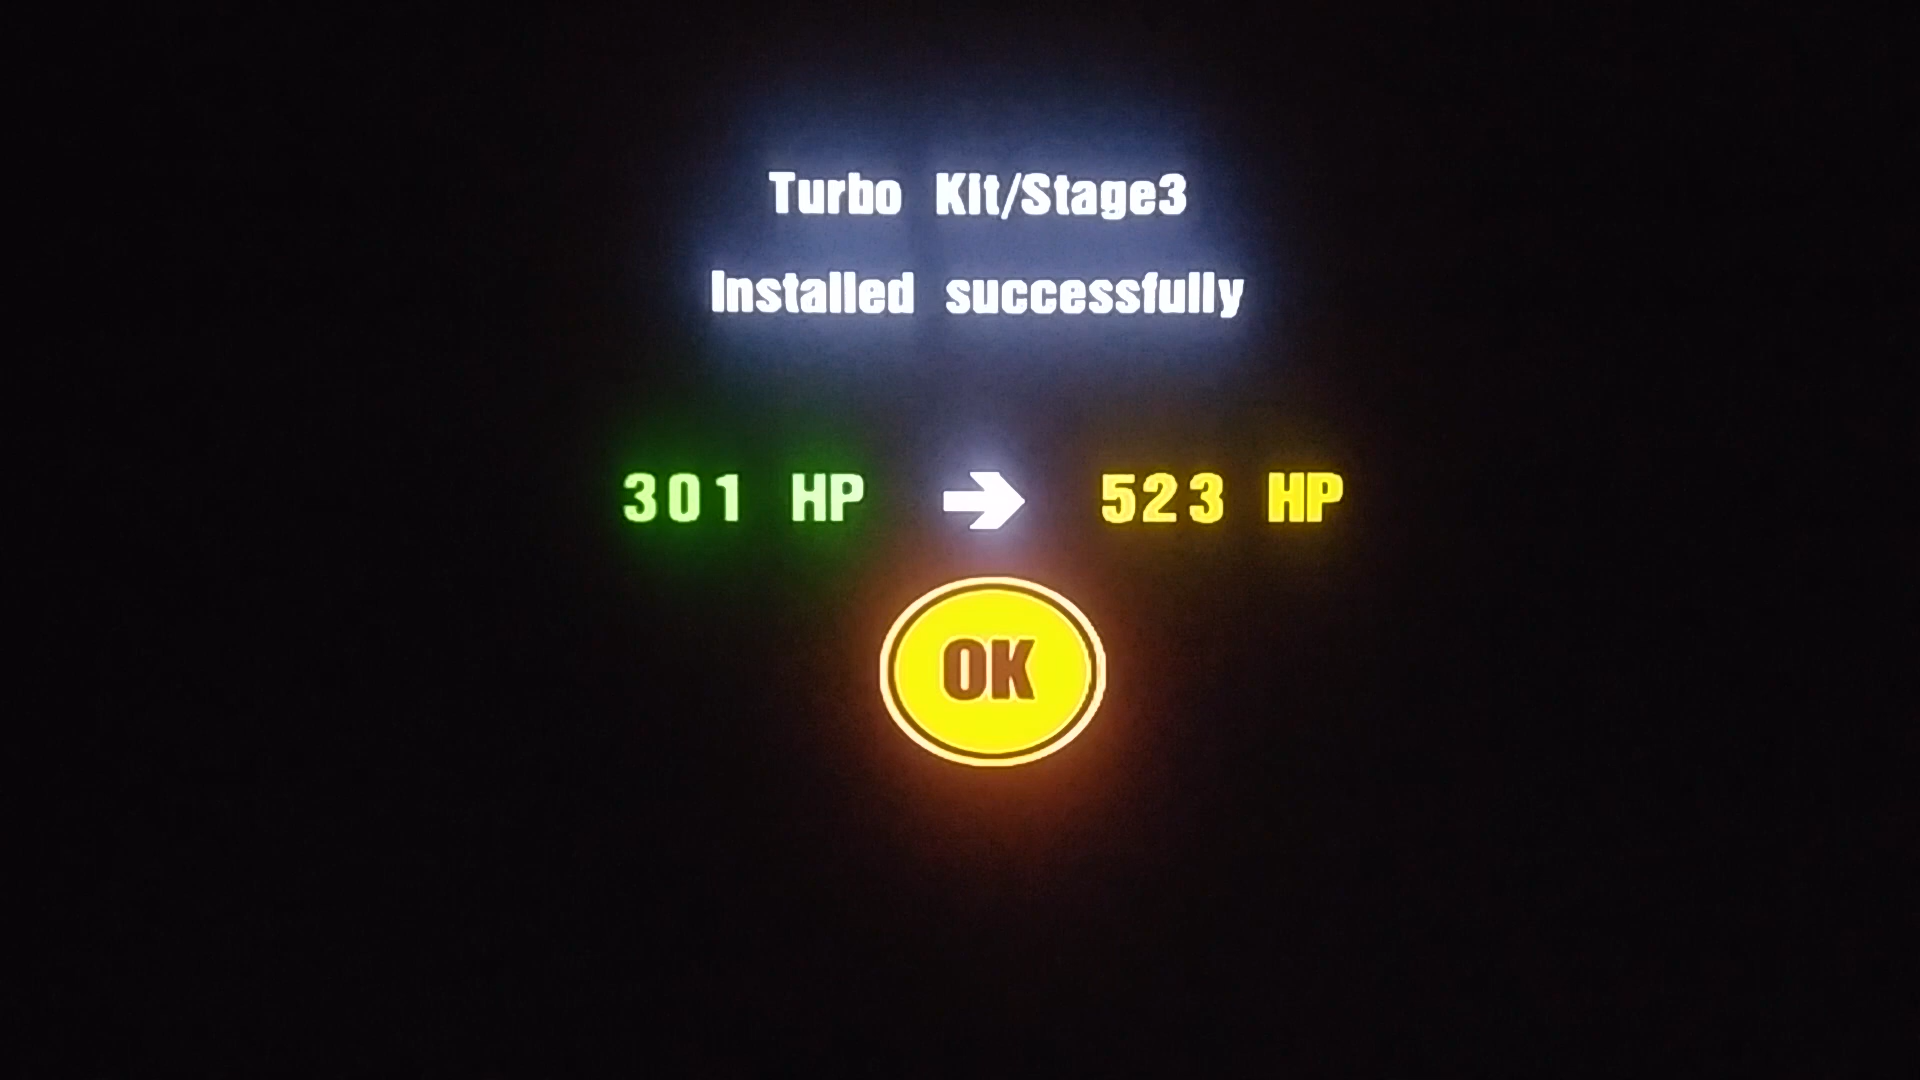 Turbo Kit/Stage3
Installed successfully
301 HP → 523 HP
OK